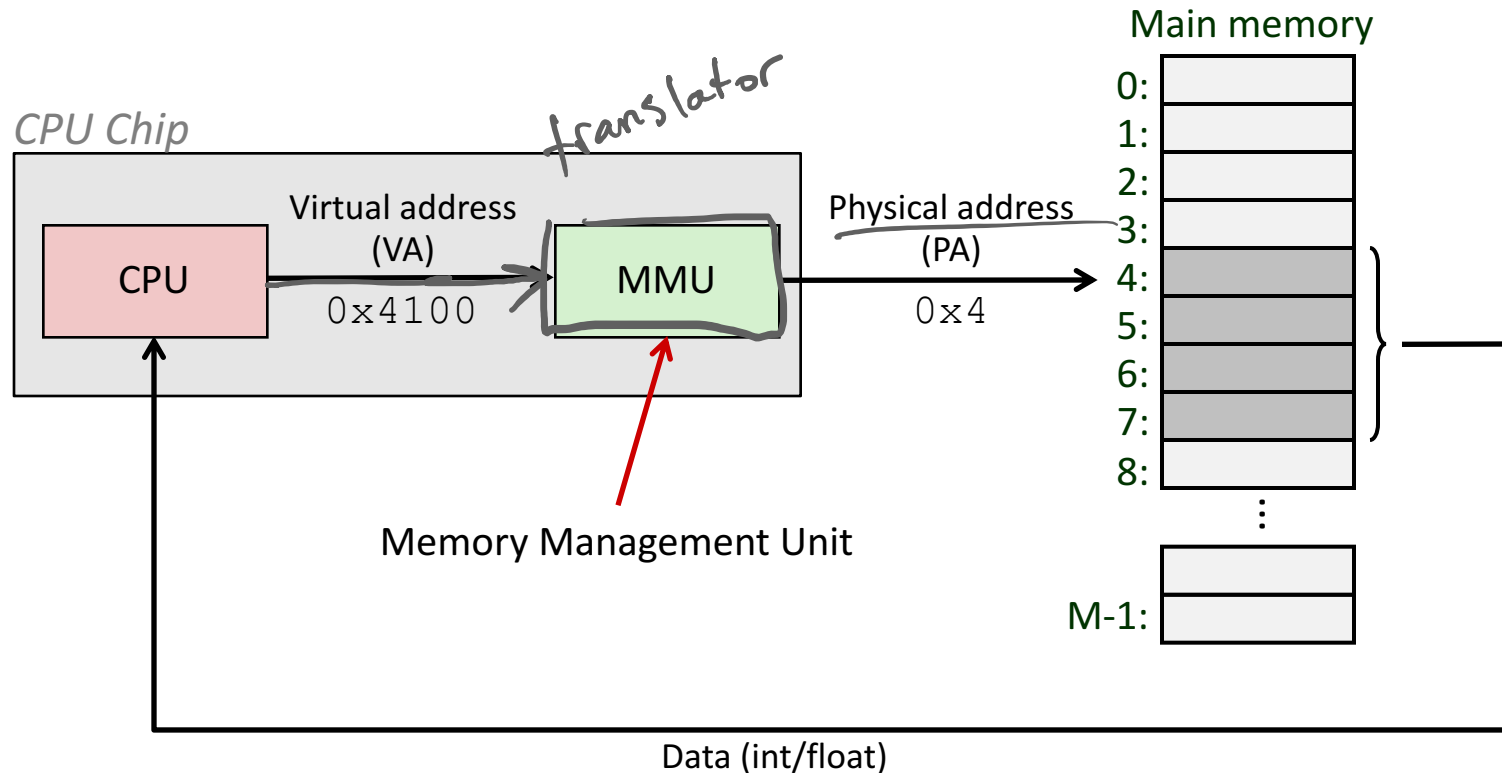 Main memory
translator
CPU Chip
0:
1:
2:
3:
4:
5:
6:
7:
8:
⋮
M-1:
Virtual address
(VA)
0x4100
CPU
MMU
Physical address
(PA)
0x4
Memory Management Unit
Data (int/float)